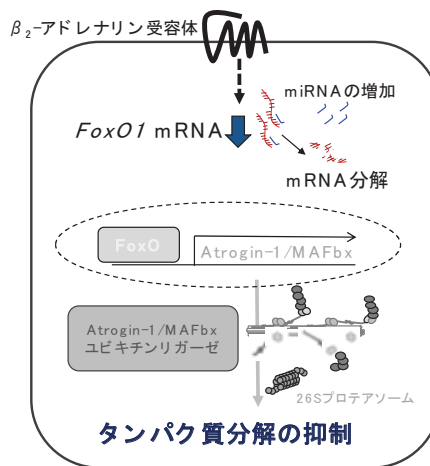 β₂-アドレナリン受容体
miRNAの増加
FoxO1 mRNA
mRNA分解
FoxO
Atrogin-1/MAFbx
Atrogin-1/MAFbx
ユビキチンリガーゼ
26Sプロテアソーム
タンパク質分解の抑制